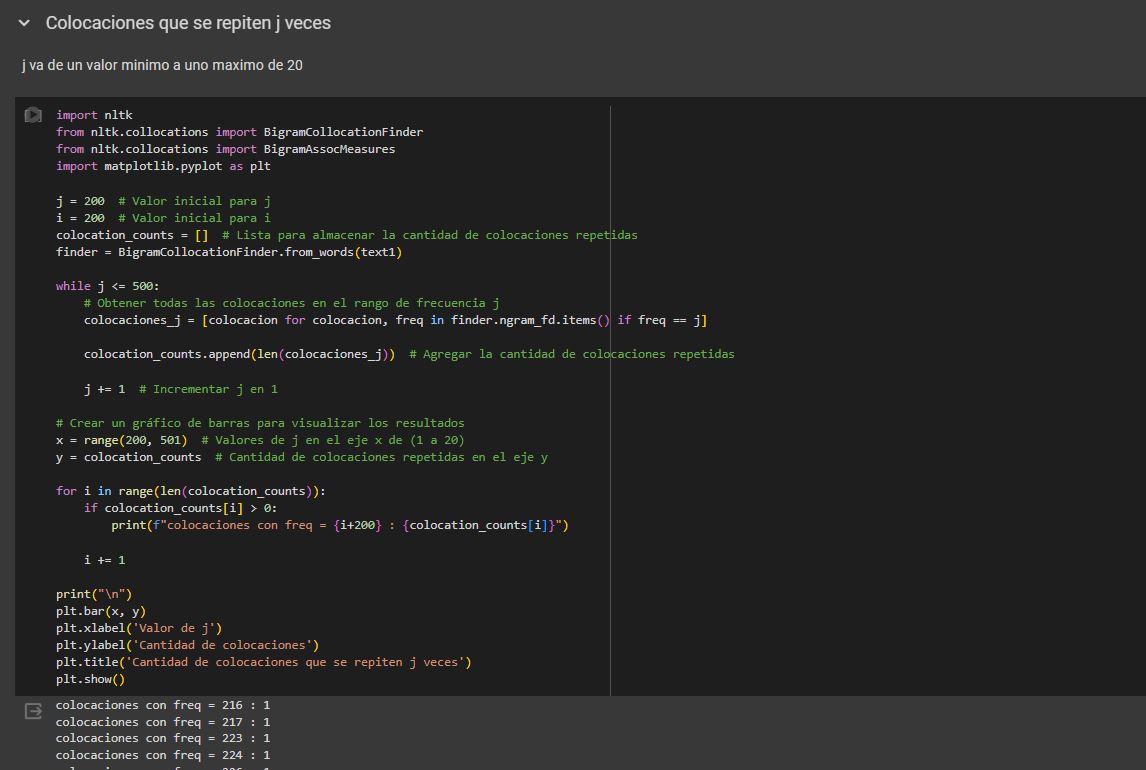 Colocaciones que se repiten j veces
j va de un valor minimo a uno maximo de 20
import nltk
from nltk.collocations import BigramCollocationFinder
from nltk.collocations import BigramAssocMeasures
import matplotlib.pyplot as plt
j = 200  # Valor inicial para j
i = 200  # Valor inicial para i
colocation_counts = []  # Lista para almacenar la cantidad de colocaciones repetidas
finder = BigramCollocationFinder.from_words(text1)
while j <= 500:
    # Obtener todas las colocaciones en el rango de frecuencia j
    colocaciones_j = [colocacion for colocacion, freq in finder.ngram_fd.items() if freq == j]
    colocation_counts.append(len(colocaciones_j))  # Agregar la cantidad de colocaciones repetidas
    j += 1  # Incrementar j en 1
# Crear un gráfico de barras para visualizar los resultados
x = range(200, 501)  # Valores de j en el eje x de (1 a 20)
y = colocation_counts  # Cantidad de colocaciones repetidas en el eje y
for i in range(len(colocation_counts)):
    if colocation_counts[i] > 0:
        print(f"colocaciones con freq = {i+200} : {colocation_counts[i]}")
    i += 1
print("\n")
plt.bar(x, y)
plt.xlabel('Valor de j')
plt.ylabel('Cantidad de colocaciones')
plt.title('Cantidad de colocaciones que se repiten j veces')
plt.show()
colocaciones con freq = 216 : 1
colocaciones con freq = 217 : 1
colocaciones con freq = 223 : 1
colocaciones con freq = 224 : 1